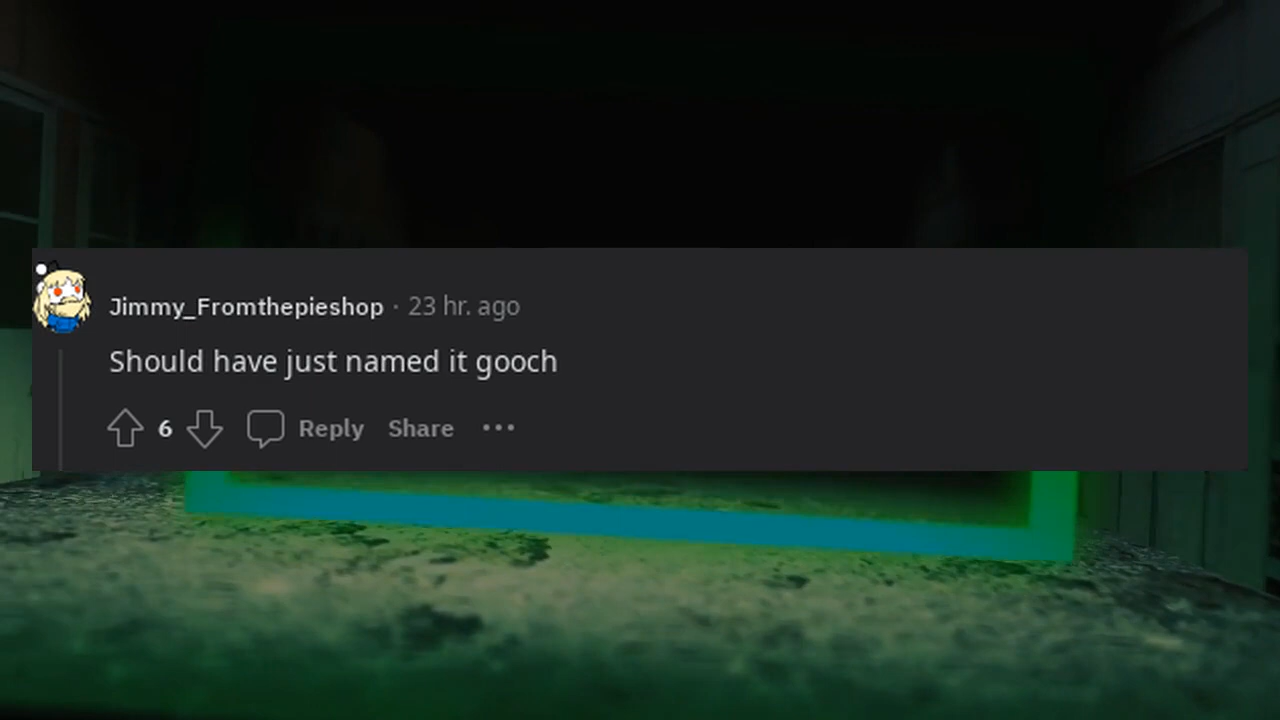 Jimmy_Fromthepieshop · 23 hr. ago
Should have just named it gooch
6 Reply Share ···